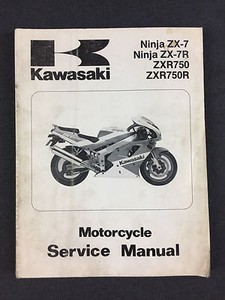 Kawasaki
Ninja ZX-7
Ninja ZX-7R
ZXR750
ZXR750R
Kawasaki
Motorcycle
Service Manual